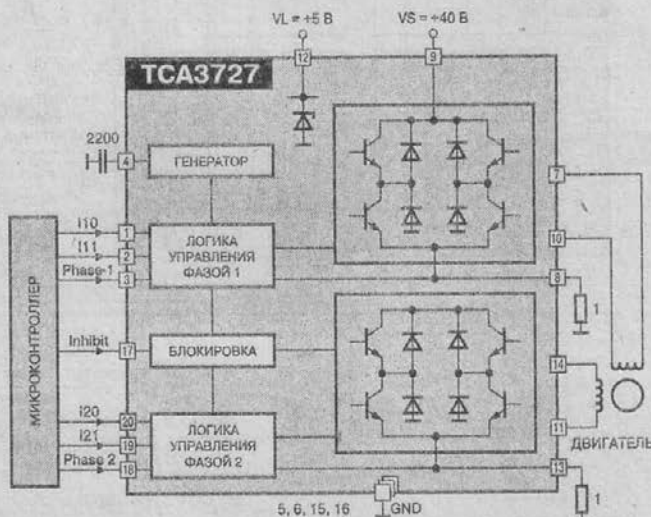 VL = +5 В
VS = +40 В
12
9
TCA3727
2200
4
ГЕНЕРАТОР
7
10
МИКРОКОНТРОЛЛЕР
I10
1
I11
2
Phase-1
3
ЛОГИКА
УПРАВЛЕНИЯ
ФАЗОЙ 1
8
1
Inhibit
17
БЛОКИРОВКА
14
I20
20
I21
19
Phase 2
18
ЛОГИКА
УПРАВЛЕНИЯ
ФАЗОЙ 2
11
ДВИГАТЕЛЬ
13
1
5, 6, 15, 16
GND